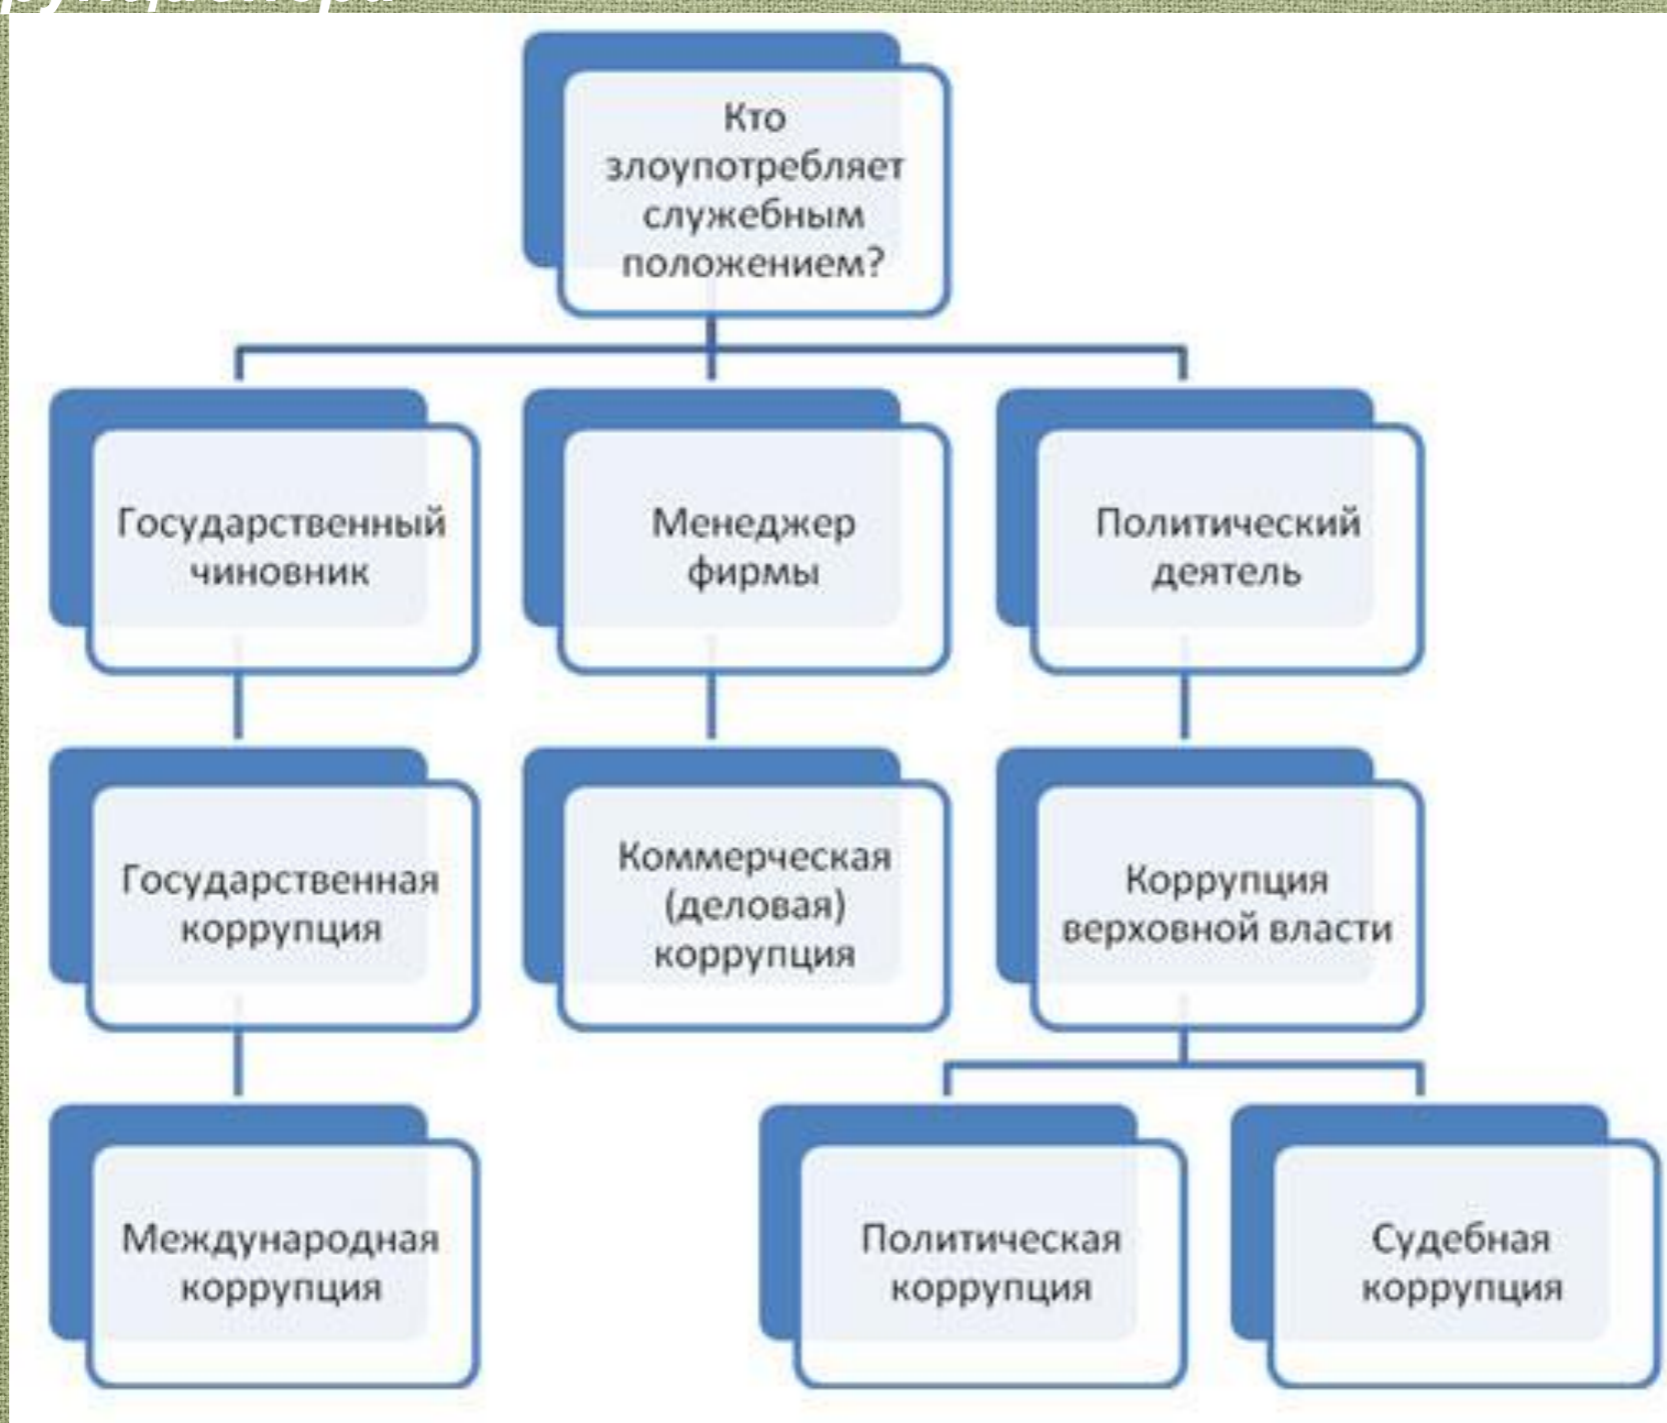 Кто
злоупотребляет
служебным
положением?
Государственный
чиновник
Менеджер
фирмы
Политический
деятель
Государственная
коррупция
Коммерческая
(деловая)
коррупция
Коррупция
верховной власти
Международная
коррупция
Политическая
коррупция
Судебная
коррупция